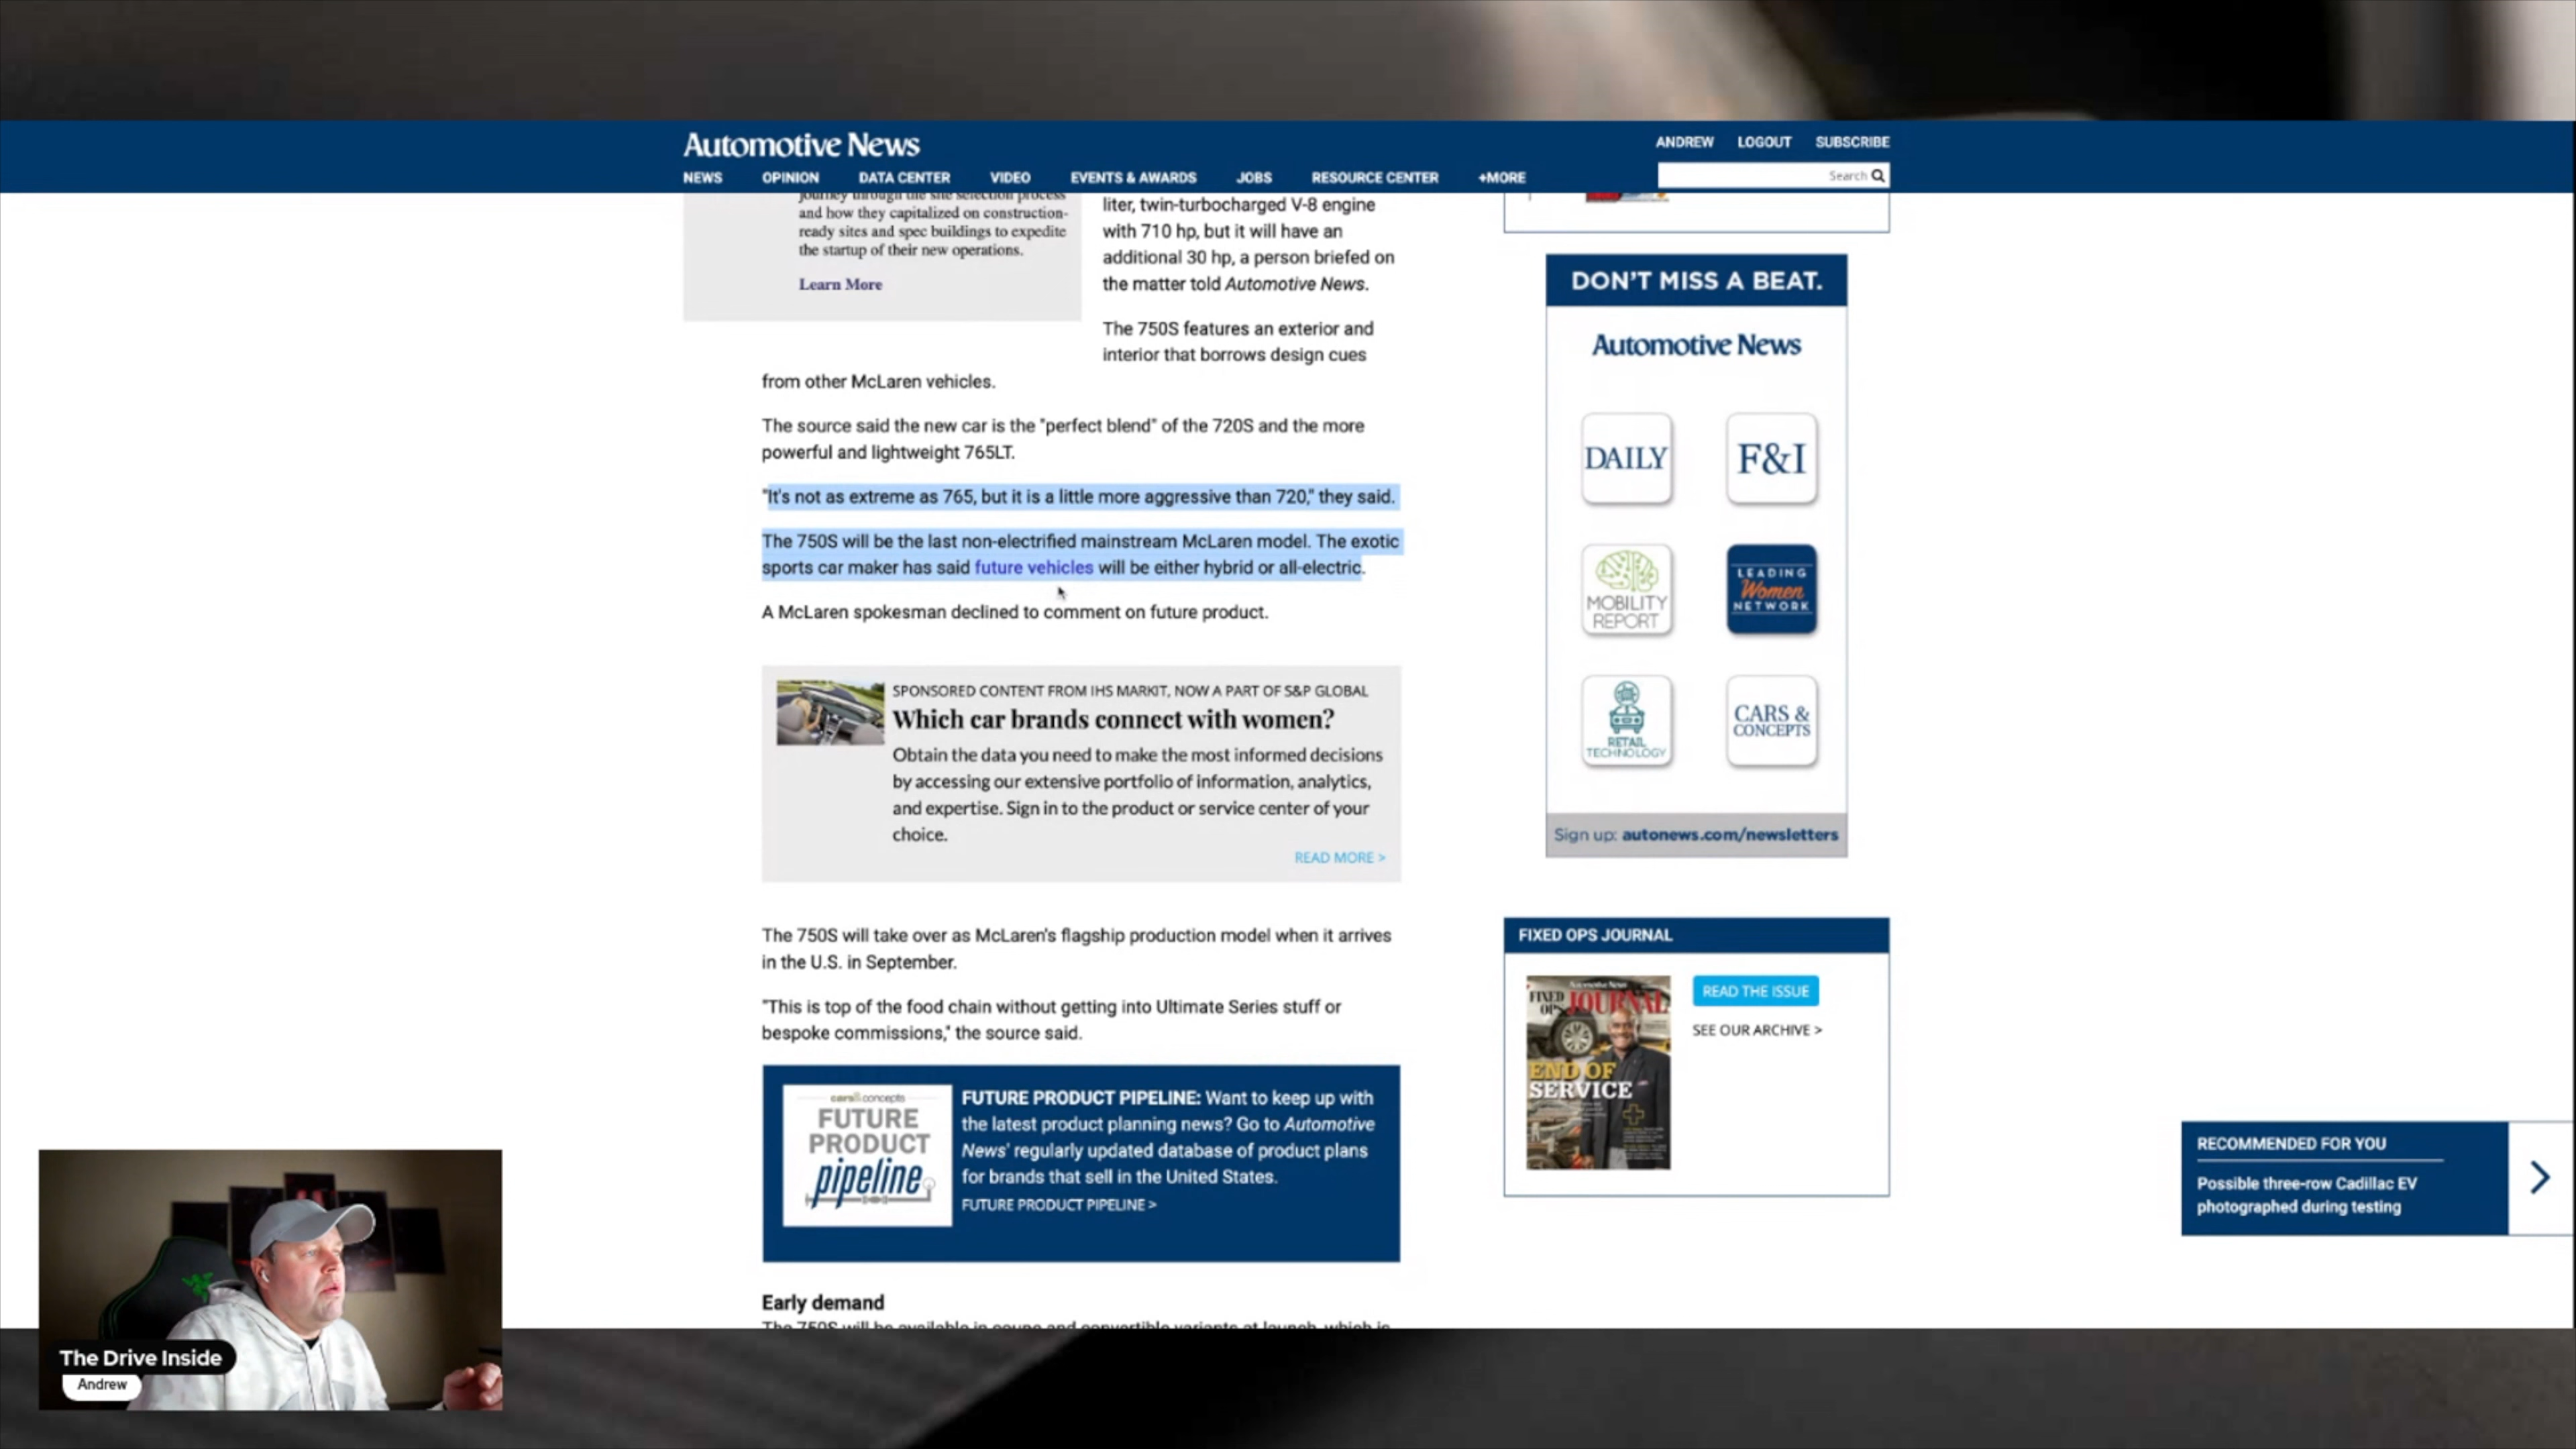 Automotive News
ANDREW LOGOUT SUBSCRIBE
NEWS OPINION DATA CENTER VIDEO EVENTS & AWARDS JOBS RESOURCE CENTER +MORE
Search
journey through the site selection process
and how they capitalized on construction-
ready sites and spec buildings to expedite
the startup of their new operations.
Learn More
liter, twin-turbocharged V-8 engine
with 710 hp, but it will have an
additional 30 hp, a person briefed on
the matter told Automotive News.
The 750S features an exterior and
interior that borrows design cues
from other McLaren vehicles.
The source said the new car is the "perfect blend" of the 720S and the more
powerful and lightweight 765LT.
"It's not as extreme as 765, but it is a little more aggressive than 720," they said.
The 750S will be the last non-electrified mainstream McLaren model. The exotic
sports car maker has said future vehicles will be either hybrid or all-electric.
A McLaren spokesman declined to comment on future product.
SPONSORED CONTENT FROM IHS MARKIT, NOW A PART OF S&P GLOBAL
Which car brands connect with women?
Obtain the data you need to make the most informed decisions
by accessing our extensive portfolio of information, analytics,
and expertise. Sign in to the product or service center of your
choice.
READ MORE >
The 750S will take over as McLaren's flagship production model when it arrives
in the U.S. in September.
"This is top of the food chain without getting into Ultimate Series stuff or
bespoke commissions," the source said.
cars&concepts
FUTURE
PRODUCT
pipeline
FUTURE PRODUCT PIPELINE: Want to keep up with
the latest product planning news? Go to Automotive
News' regularly updated database of product plans
for brands that sell in the United States.
FUTURE PRODUCT PIPELINE >
Early demand
The 750S will be available in coupe and convertible variants at launch, which is
DON'T MISS A BEAT.
Automotive News
DAILY
F&I
MOBILITY
REPORT
LEADING
Women
NETWORK
RETAIL
TECHNOLOGY
CARS &
CONCEPTS
Sign up: autonews.com/newsletters
FIXED OPS JOURNAL
Automotive News
FIXED
OPS JOURNAL
END OF
SERVICE
READ THE ISSUE
SEE OUR ARCHIVE >
RECOMMENDED FOR YOU
Possible three-row Cadillac EV
photographed during testing
The Drive Inside
Andrew